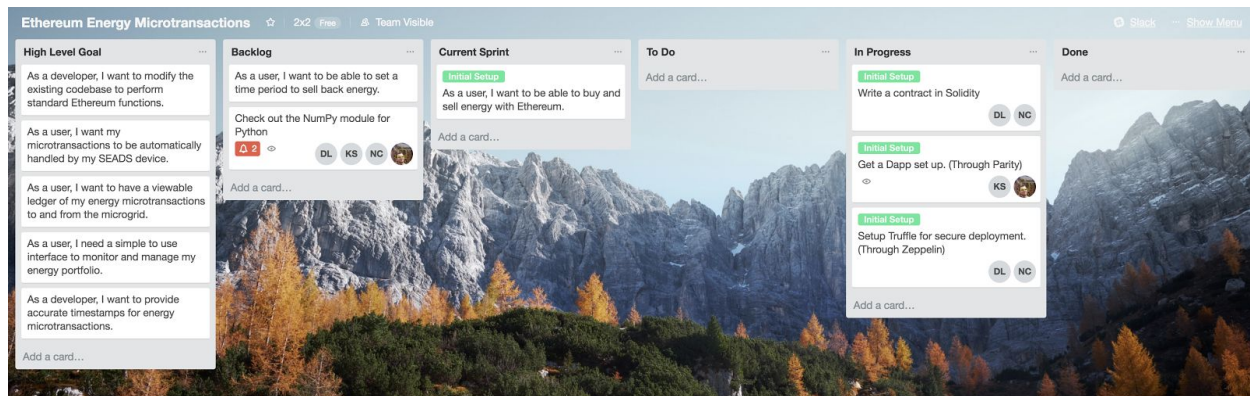 Ethereum Energy Microtransactions 2x2 Free Team Visible Slack Show Menu
High Level Goal
As a developer, I want to modify the
existing codebase to perform
standard Ethereum functions.
As a user, I want my
microtransactions to be automatically
handled by my SEADS device.
As a user, I want to have a viewable
ledger of my energy microtransactions
to and from the microgrid.
As a user, I need a simple to use
interface to monitor and manage my
energy portfolio.
As a developer, I want to provide
accurate timestamps for energy
microtransactions.
Add a card…
Backlog
As a user, I want to be able to set a
time period to sell back energy.
Check out the NumPy module for
Python
2
DL KS NC
Add a card…
Current Sprint
Initial Setup
As a user, I want to be able to buy and
sell energy with Ethereum.
Add a card…
To Do
Add a card…
In Progress
Initial Setup
Write a contract in Solidity
DL NC
Initial Setup
Get a Dapp set up. (Through Parity)
KS
Initial Setup
Setup Truffle for secure deployment.
(Through Zeppelin)
DL NC
Add a card…
Done
Add a card…